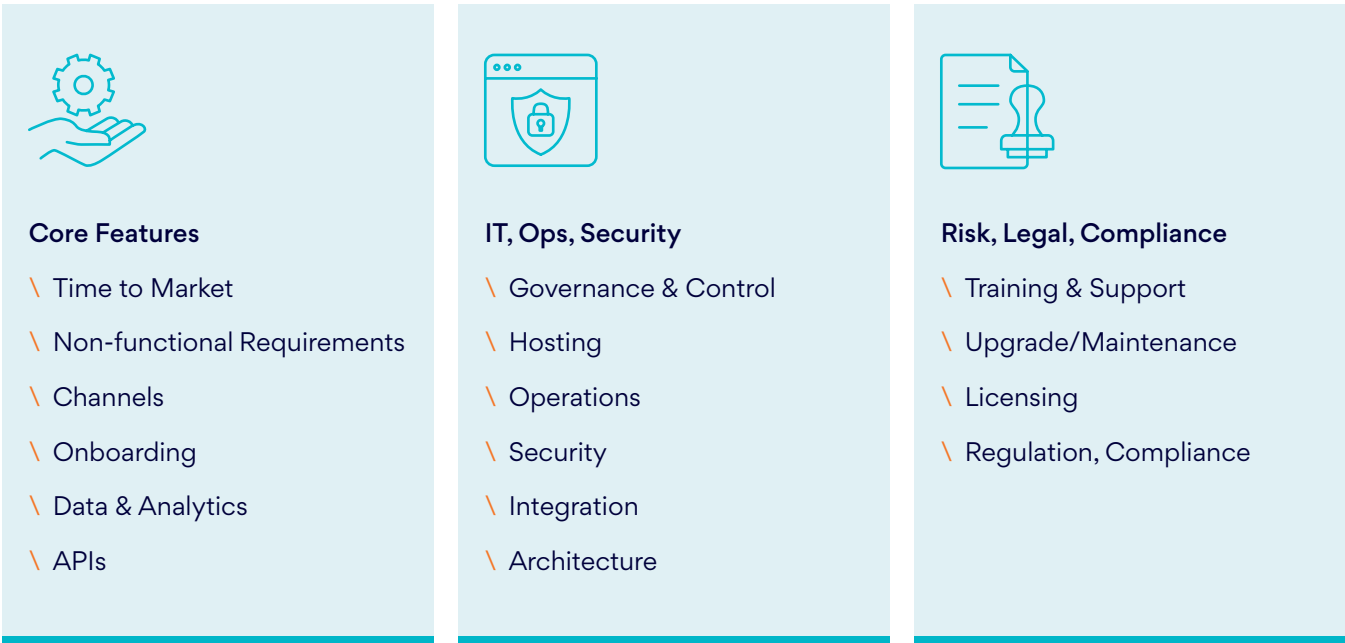 Core Features
\ Time to Market
\ Non-functional Requirements
\ Channels
\ Onboarding
\ Data & Analytics
\ APIs
IT, Ops, Security
\ Governance & Control
\ Hosting
\ Operations
\ Security
\ Integration
\ Architecture
Risk, Legal, Compliance
\ Training & Support
\ Upgrade/Maintenance
\ Licensing
\ Regulation, Compliance